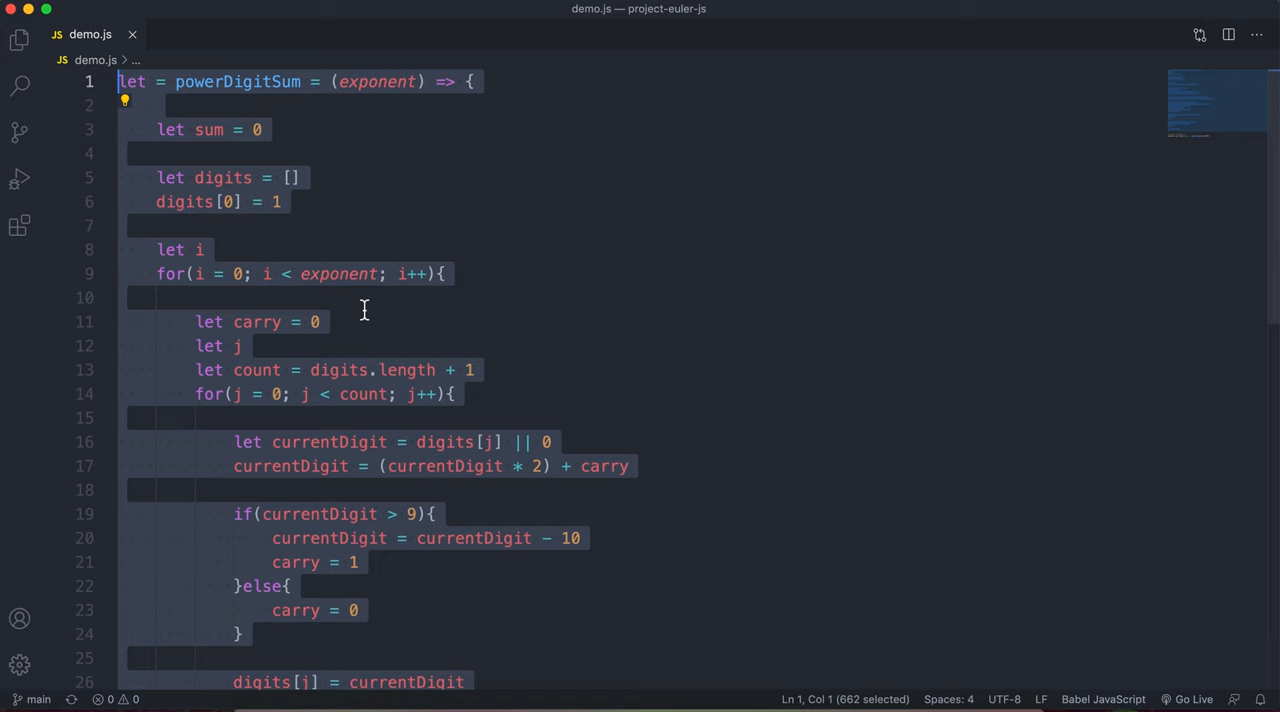 demo.js — project-euler-js
JS demo.js ×
JS demo.js > ...
1 let = powerDigitSum = (exponent) => {
2
3 let sum = 0
4
5 let digits = []
6 digits[0] = 1
7
8 let i
9 for(i = 0; i < exponent; i++){
10
11 let carry = 0
12 let j
13 let count = digits.length + 1
14 for(j = 0; j < count; j++){
15
16 let currentDigit = digits[j] || 0
17 currentDigit = (currentDigit * 2) + carry
18
19 if(currentDigit > 9){
20 currentDigit = currentDigit - 10
21 carry = 1
22 }else{
23 carry = 0
24 }
25
26 digits[j] = currentDigit
main 0 0 Ln 1, Col 1 (662 selected) Spaces: 4 UTF-8 LF Babel JavaScript Go Live